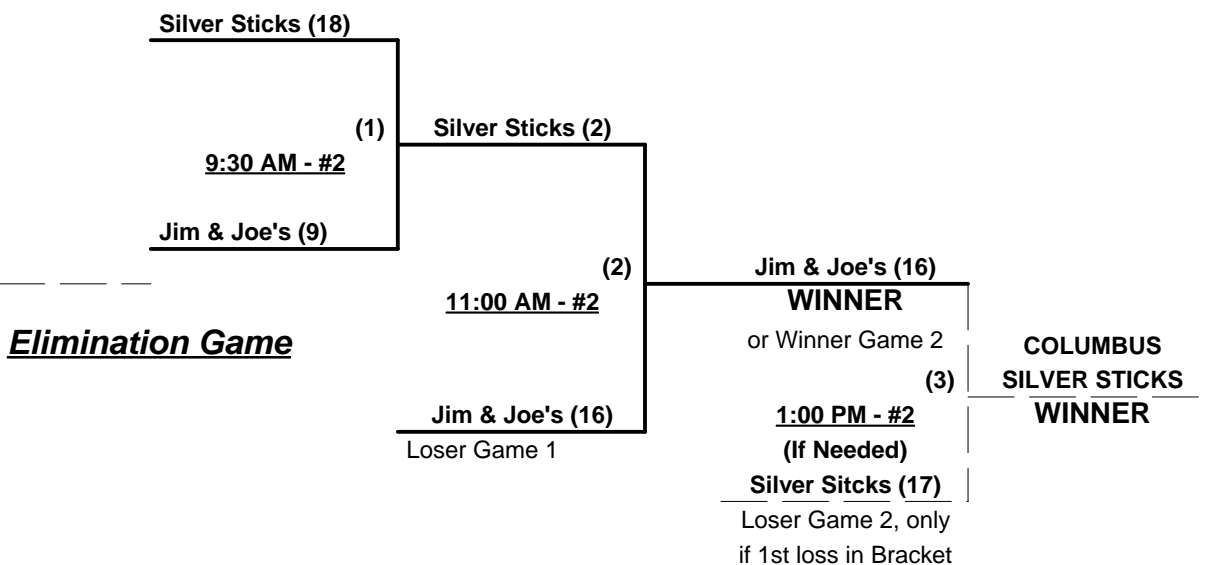 Silver Sticks (18)
(1)
Silver Sticks (2)
9:30 AM - #2
Jim & Joe's (9)
(2)
Jim & Joe's (16)
11:00 AM - #2
WINNER
Elimination Game
or Winner Game 2
COLUMBUS
(3)
SILVER STICKS
Jim & Joe's (16)
1:00 PM - #2
WINNER
Loser Game 1
(If Needed)
Silver Sitcks (17)
Loser Game 2, only
if 1st loss in Bracket